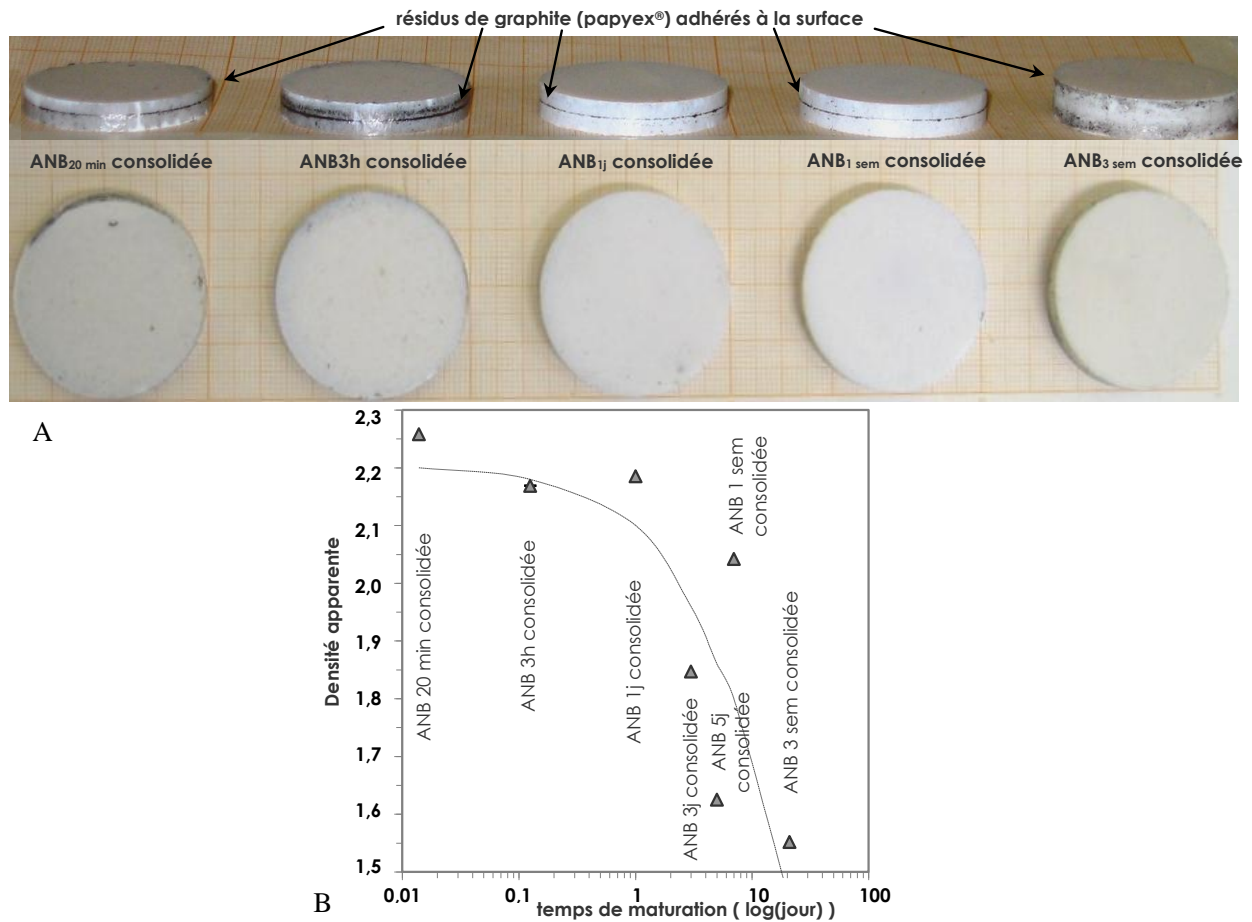 résidus de graphite (papyex®) adhérés à la surface
ANB20 min consolidée
ANB3h consolidée
ANB1j consolidée
ANB1 sem consolidée
ANB3 sem consolidée
A
2,3
2,2
2,1
2,0
1,9
1,8
1,7
1,6
1,5
Densité apparente
ANB 20 min consolidée
ANB 3h consolidée
ANB 1j consolidée
ANB 3j consolidée
ANB 5j
consolidée
ANB 1 sem
consolidée
ANB 3 sem consolidée
0,01
0,1
1
10
100
temps de maturation ( log(jour) )
B